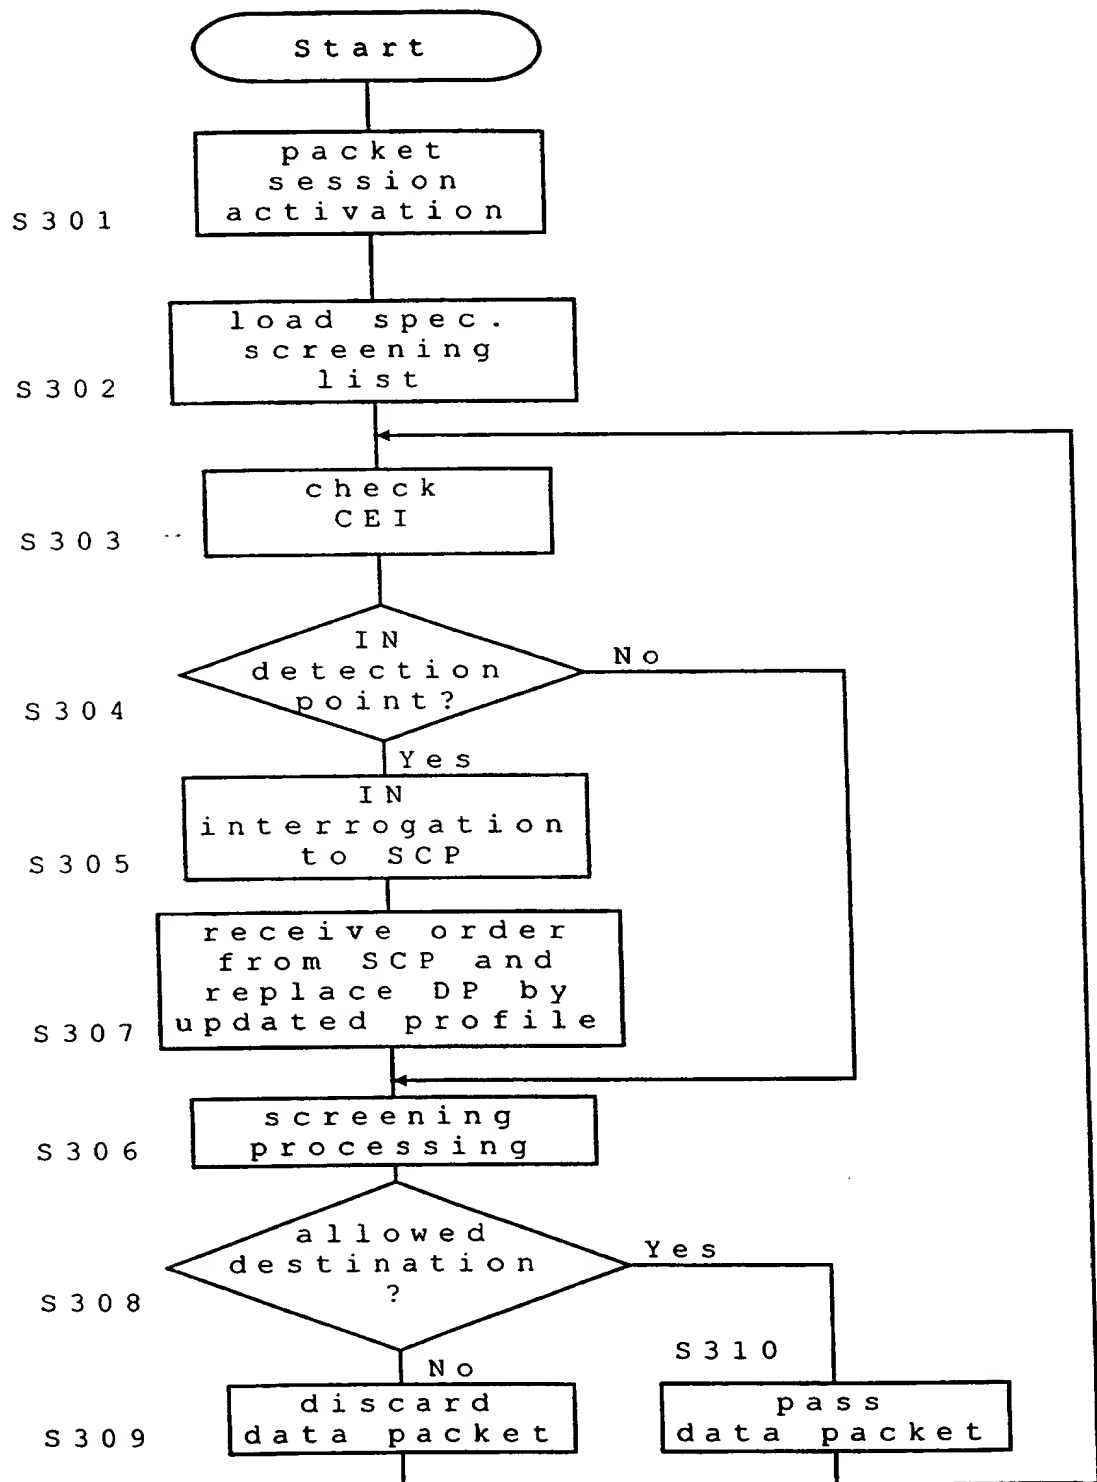 Start
packet
session
activation
S301
load spec.
screening
list
S302
check
CEI
S303
IN
detection
point?
No
S304
Yes
IN
interrogation
to SCP
S305
receive order
from SCP and
replace DP by
updated profile
S307
screening
processing
S306
allowed
destination
?
Yes
S308
No
S310
discard
data packet
S309
pass
data packet